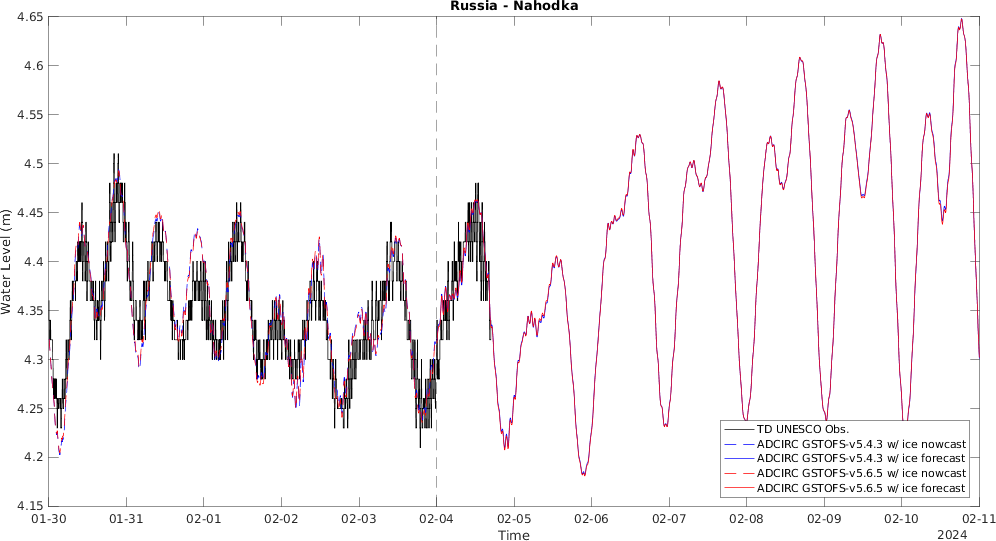 Russia - Nahodka
4.65
4.6
4.55
4.5
4.45
4.4
4.35
4.3
4.25
4.2
4.15
Water Level (m)
TD UNESCO Obs.
ADCIRC GSTOFS-v5.4.3 w/ ice nowcast
ADCIRC GSTOFS-v5.4.3 w/ ice forecast
ADCIRC GSTOFS-v5.6.5 w/ ice nowcast
ADCIRC GSTOFS-v5.6.5 w/ ice forecast
01-30 01-31 02-01 02-02 02-03 02-04 02-05 02-06 02-07 02-08 02-09 02-10 02-11
Time
2024